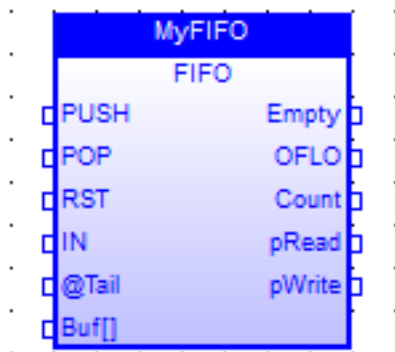 MyFIFO
FIFO
PUSH Empty
POP OFLO
RST Count
IN pRead
@Tail pWrite
Buf[]